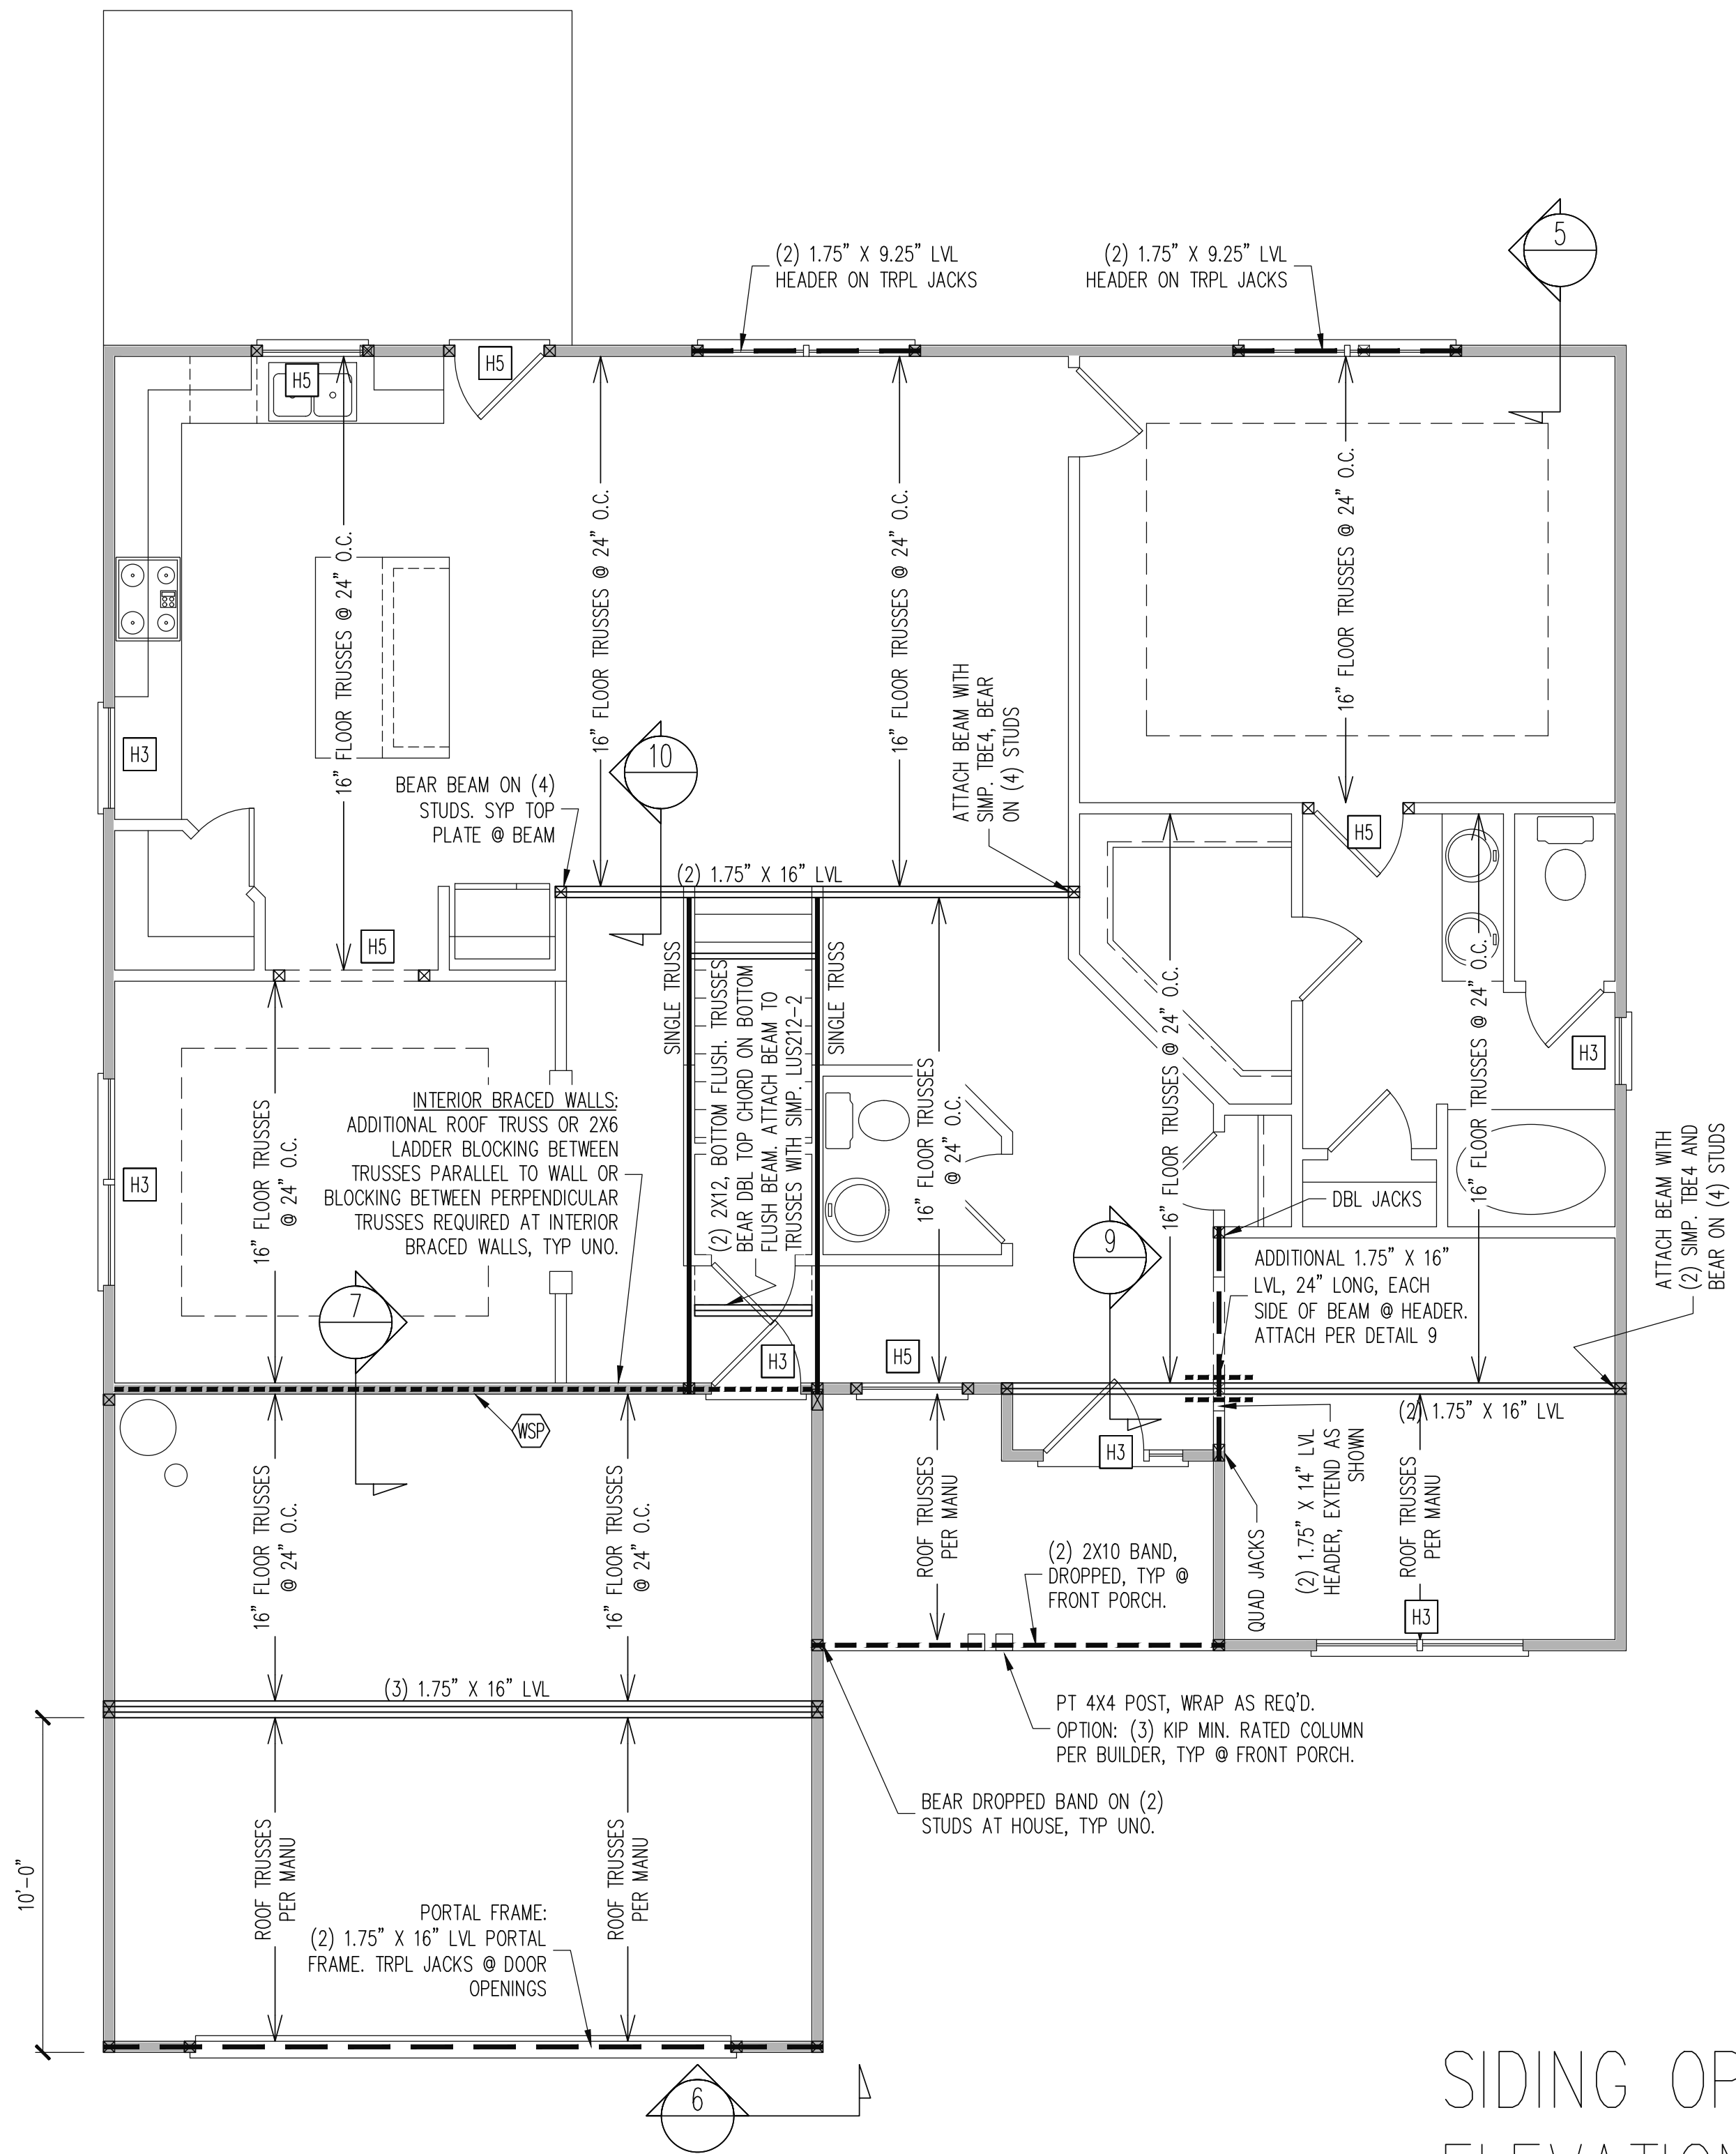 5
(2) 1.75" X 9.25" LVL
HEADER ON TRPL JACKS
(2) 1.75" X 9.25" LVL
HEADER ON TRPL JACKS
H5
H5
16" FLOOR TRUSSES @ 24" O.C.
16" FLOOR TRUSSES @ 24" O.C.
16" FLOOR TRUSSES @ 24" O.C.
16" FLOOR TRUSSES @ 24" O.C.
H3
10
BEAR BEAM ON (4)
STUDS. SYP TOP
PLATE @ BEAM
ATTACH BEAM WITH
SIMP. TBE4, BEAR
ON (4) STUDS
H5
(2) 1.75" X 16" LVL
H5
SINGLE TRUSS
(2) 2X12, BOTTOM FLUSH. TRUSSES
BEAR DBL TOP CHORD ON BOTTOM
FLUSH BEAM. ATTACH BEAM TO
TRUSSES WITH SIMP. LUS212-2
SINGLE TRUSS
16" FLOOR TRUSSES
@ 24" O.C.
16" FLOOR TRUSSES @ 24" O.C.
16" FLOOR TRUSSES @ 24" O.C.
H3
INTERIOR BRACED WALLS:
ADDITIONAL ROOF TRUSS OR 2X6
LADDER BLOCKING BETWEEN
TRUSSES PARALLEL TO WALL OR
BLOCKING BETWEEN PERPENDICULAR
TRUSSES REQUIRED AT INTERIOR
BRACED WALLS, TYP UNO.
16" FLOOR TRUSSES
@ 24" O.C.
H3
DBL JACKS
ATTACH BEAM WITH
(2) SIMP. TBE4 AND
BEAR ON (4) STUDS
9
ADDITIONAL 1.75" X 16"
LVL, 24" LONG, EACH
SIDE OF BEAM @ HEADER.
ATTACH PER DETAIL 9
7
H3
H5
(2) 1.75" X 16" LVL
WSP
H3
16" FLOOR TRUSSES
@ 24" O.C.
16" FLOOR TRUSSES
@ 24" O.C.
ROOF TRUSSES
PER MANU
QUAD JACKS
(2) 1.75" X 14" LVL
HEADER, EXTEND AS
SHOWN
ROOF TRUSSES
PER MANU
(2) 2X10 BAND,
DROPPED, TYP @
FRONT PORCH.
H3
(3) 1.75" X 16" LVL
PT 4X4 POST, WRAP AS REQ'D.
OPTION: (3) KIP MIN. RATED COLUMN
PER BUILDER, TYP @ FRONT PORCH.
BEAR DROPPED BAND ON (2)
STUDS AT HOUSE, TYP UNO.
10'-0"
ROOF TRUSSES
PER MANU
ROOF TRUSSES
PER MANU
PORTAL FRAME:
(2) 1.75" X 16" LVL PORTAL
FRAME. TRPL JACKS @ DOOR
OPENINGS
6
SIDING OP